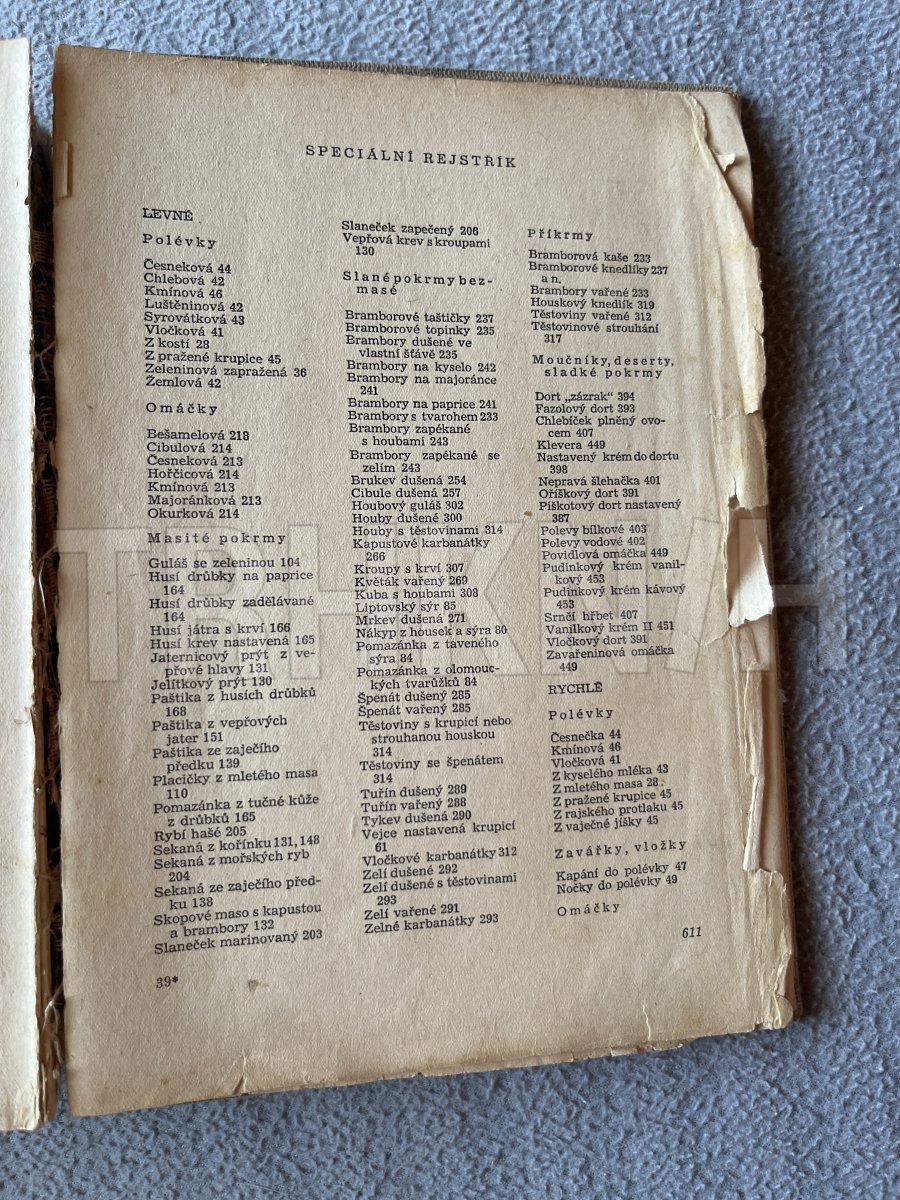 SPECIÁLNÍ REJSTŘÍK
LEVNÉ
Polévky
Česneková 44
Chlebová 42
Kmínová 46
Luštěninová 42
Syrovátková 43
Vločková 41
Z kostí 28
Z pražené krupice 45
Zeleninová zapražená 36
Žemlová 42
Omáčky
Bešamelová 218
Cibulová 214
Česneková 213
Hořčicová 214
Kmínová 213
Majoránková 213
Okurková 214
Masité pokrmy
Guláš se zeleninou 104
Husí drůbky na paprice
164
Husí drůbky zadělávané
164
Husí játra s krví 166
Husí krev nastavená 165
Jaternicový prýt z ve-
přové hlavy 131
Jelítkový prýt 130
Paštika z husích drůbků
168
Paštika z vepřových
jater 151
Paštika ze zaječího
předku 139
Placičky z mletého masa
110
Pomazánka z tučné kůže
z drůbků 165
Rybí hašé 205
Sekaná z kořínku 131, 148
Sekaná z mořských ryb
204
Sekaná ze zaječího před-
ku 138
Skopové maso s kapustou
a brambory 132
Slaneček marinovaný 203
39*
Slaneček zapečený 206
Vepřová krev s kroupami
130
Slané pokrmy bez-
masé
Bramborové taštičky 237
Bramborové topinky 235
Brambory dušené ve
vlastní šťávě 235
Brambory na kyselo 242
Brambory na majoránce
241
Brambory na paprice 241
Brambory s tvarohem 233
Brambory zapékané
s houbami 243
Brambory zapékané se
zelím 243
Brukev dušená 254
Cibule dušená 257
Houbový guláš 302
Houby dušené 300
Houby s těstovinami 314
Kapustové karbanátky
266
Kroupy s krví 307
Květák vařený 269
Kuba s houbami 308
Liptovský sýr 85
Mrkev dušená 271
Nákyp z housek a sýra 80
Pomazánka z taveného
sýra 84
Pomazánka z olomouc-
kých tvarůžků 84
Špenát dušený 285
Špenát vařený 285
Těstoviny s krupicí nebo
strouhanou houskou
314
Těstoviny se špenátem
314
Tuřín dušený 289
Tuřín vařený 288
Tykev dušená 290
Vejce nastavená krupicí
61
Vločkové karbanátky 312
Zelí dušené 292
Zelí dušené s těstovinami
293
Zelí vařené 291
Zelné karbanátky 293
Příkrmy
Bramborová kaše 233
Bramborové knedlíky 237
a n,
Brambory vařené 233
Houskový knedlík 319
Těstoviny vařené 312
Těstovinové strouhání
317
Moučníky, deserty,
sladké pokrmy
Dort „zázrak" 394
Fazolový dort 393
Chlebíček plněný ovo-
cem 407
Klevera 449
Nastavený krém do dortu
398
Nepravá šlehačka 401
Oříškový dort 391
Piškotový dort nastavený
387
Polevy bílkové 403
Polevy vodové 402
Povidlová omáčka 449
Pudinkový krém vanil-
kový 453
Pudinkový krém kávový
453
Srnčí hřbet 407
Vanilkový krém II 451
Vločkový dort 391
Zavařeninová omáčka
449
RYCHLÉ
Polévky
Česnečka 44
Kmínová 46
Vločková 41
Z kyselého mléka 43
Z mletého masa 28.
Z pražené krupice 45
Z rajského protlaku 45
Z vaječné jíšky 45
Zavářky, vložky
Kapání do polévky 47
Nočky do polévky 49
Omáčky
611